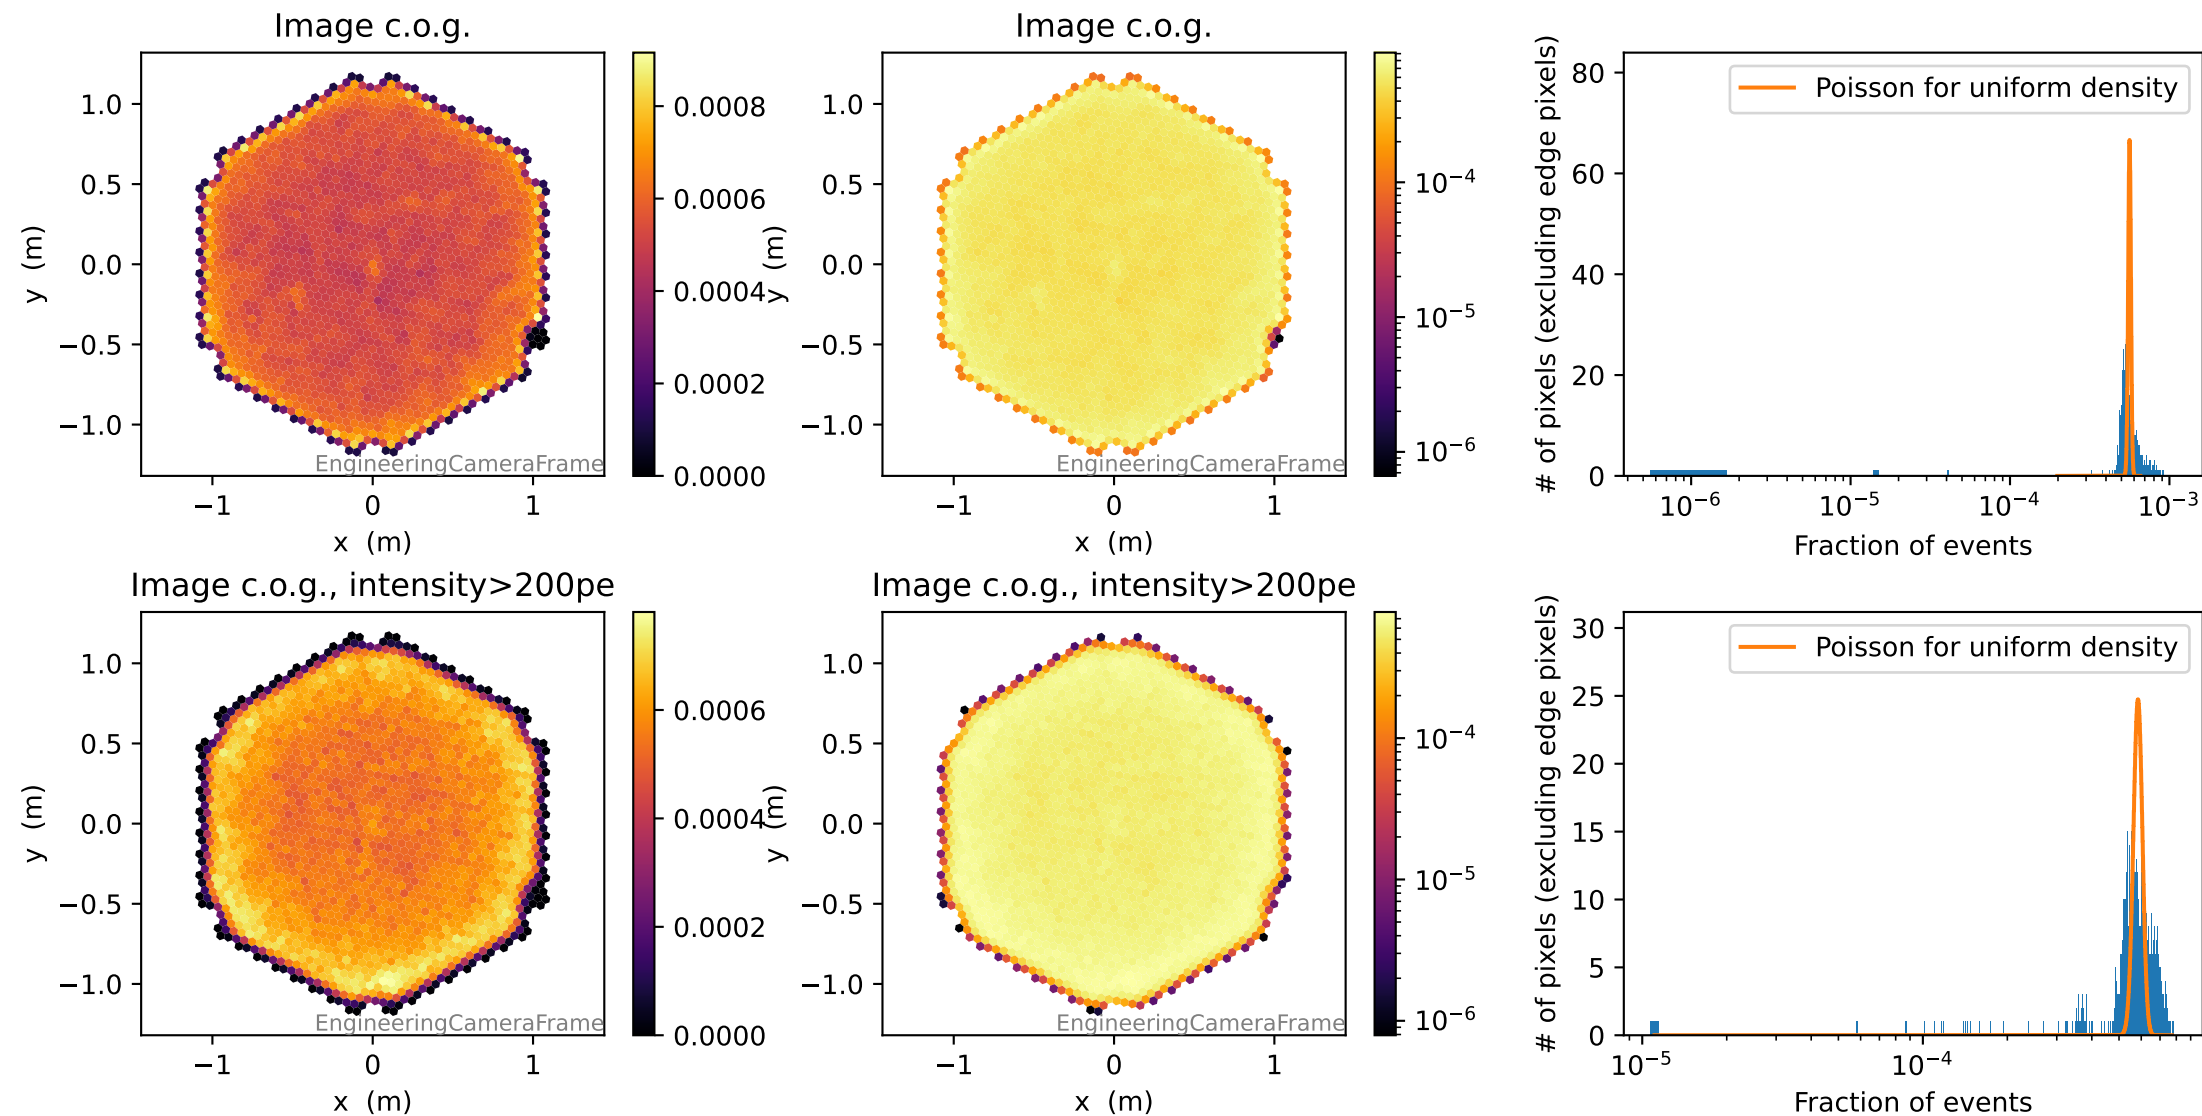 Image c.o.g.
1.0
0.5
0.0
−0.5
−1.0
y (m)
−1
0
1
x (m)
EngineeringCameraFrame
0.0008
0.0006
0.0004
0.0002
0.0000
Image c.o.g.
1.0
0.5
0.0
−0.5
−1.0
y (m)
−1
0
1
x (m)
EngineeringCameraFrame
10−4
10−5
10−6
# of pixels (excluding edge pixels)
80
60
40
20
0
Poisson for uniform density
10−6
10−5
10−4
10−3
Fraction of events
Image c.o.g., intensity>200pe
1.0
0.5
0.0
−0.5
−1.0
y (m)
−1
0
1
x (m)
EngineeringCameraFrame
0.0006
0.0004
0.0002
0.0000
Image c.o.g., intensity>200pe
1.0
0.5
0.0
−0.5
−1.0
y (m)
−1
0
1
x (m)
EngineeringCameraFrame
10−4
10−5
10−6
# of pixels (excluding edge pixels)
30
25
20
15
10
5
0
Poisson for uniform density
10−5
10−4
Fraction of events